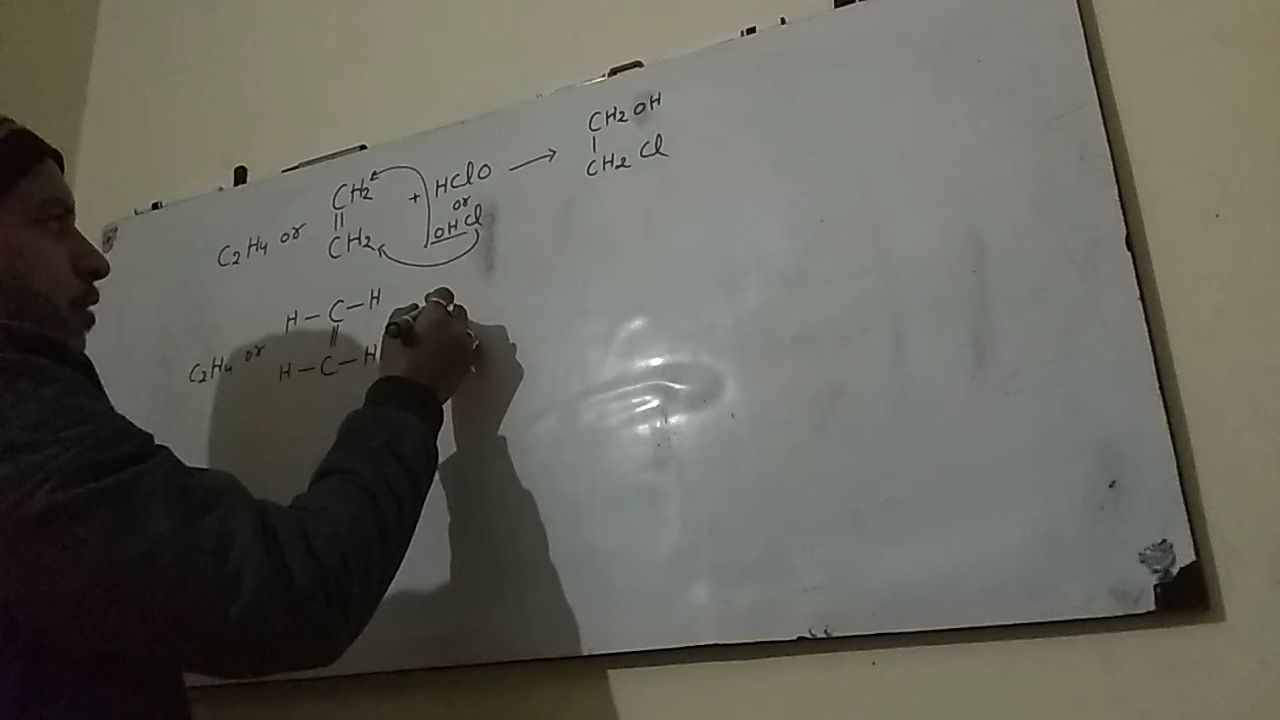 CH2OH
|
CH2Cl
CH2 + HClO →
|| or
C2H4 or CH2 OHCl
H–C–H
||
C2H4 or H–C–H